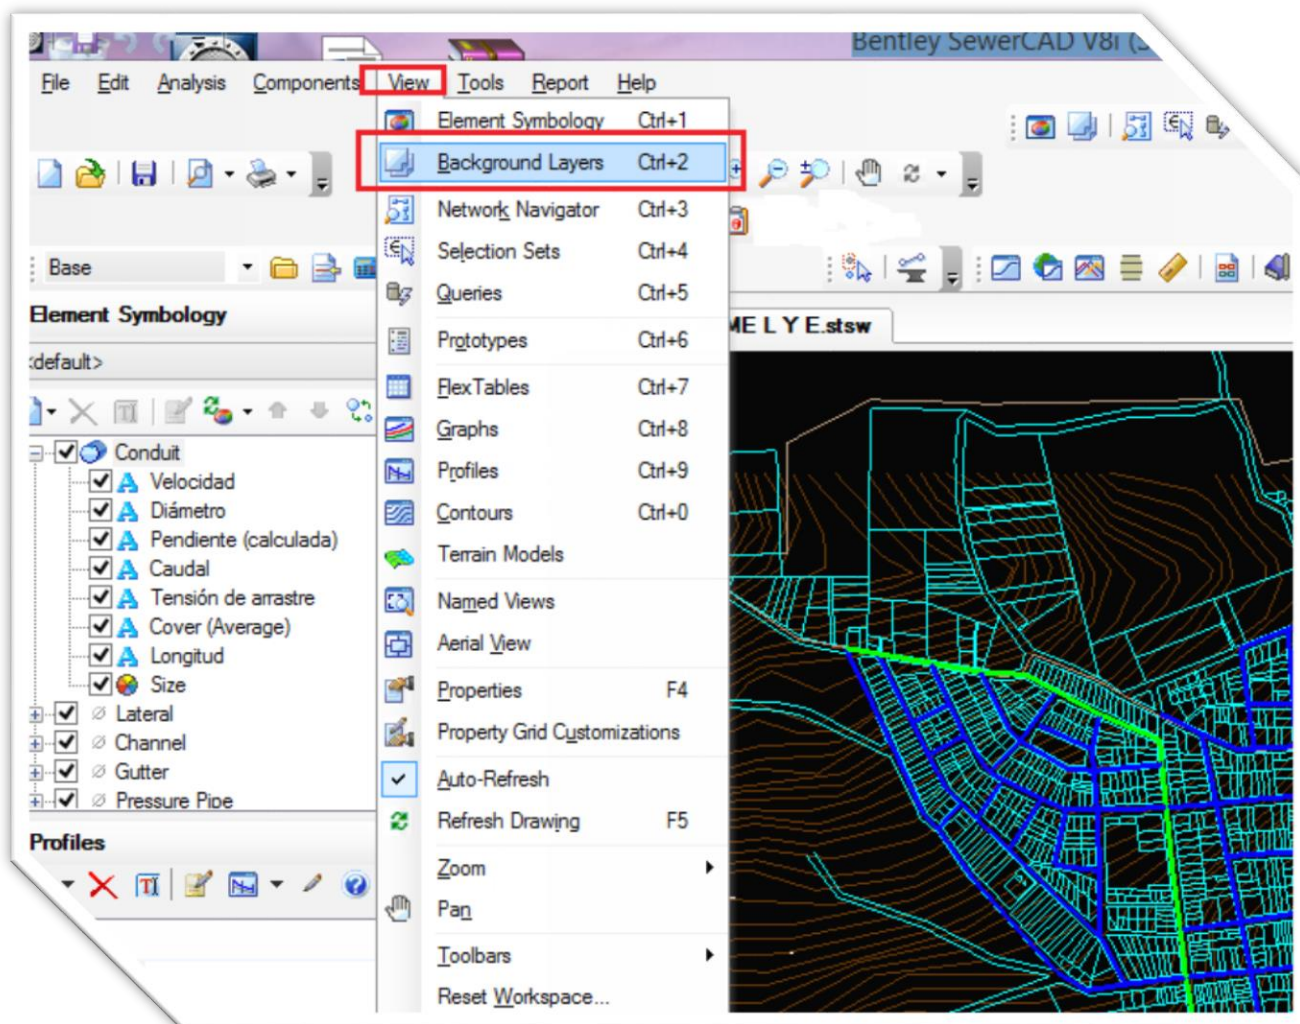 Bentley SewerCAD V8i (S
File Edit Analysis Components View Tools Report Help
Element Symbology Ctrl+1
Background Layers Ctrl+2
Network Navigator Ctrl+3
Selection Sets Ctrl+4
Queries Ctrl+5
Prototypes Ctrl+6
FlexTables Ctrl+7
Graphs Ctrl+8
Profiles Ctrl+9
Contours Ctrl+0
Terrain Models
Named Views
Aerial View
Properties F4
Property Grid Customizations
Auto-Refresh
Refresh Drawing F5
Zoom
Pan
Toolbars
Reset Workspace...
Base
Element Symbology
<default>
Conduit
Velocidad
Diámetro
Pendiente (calculada)
Caudal
Tensión de arrastre
Cover (Average)
Longitud
Size
Lateral
Channel
Gutter
Pressure Pipe
Profiles
ME L Y E.stsw